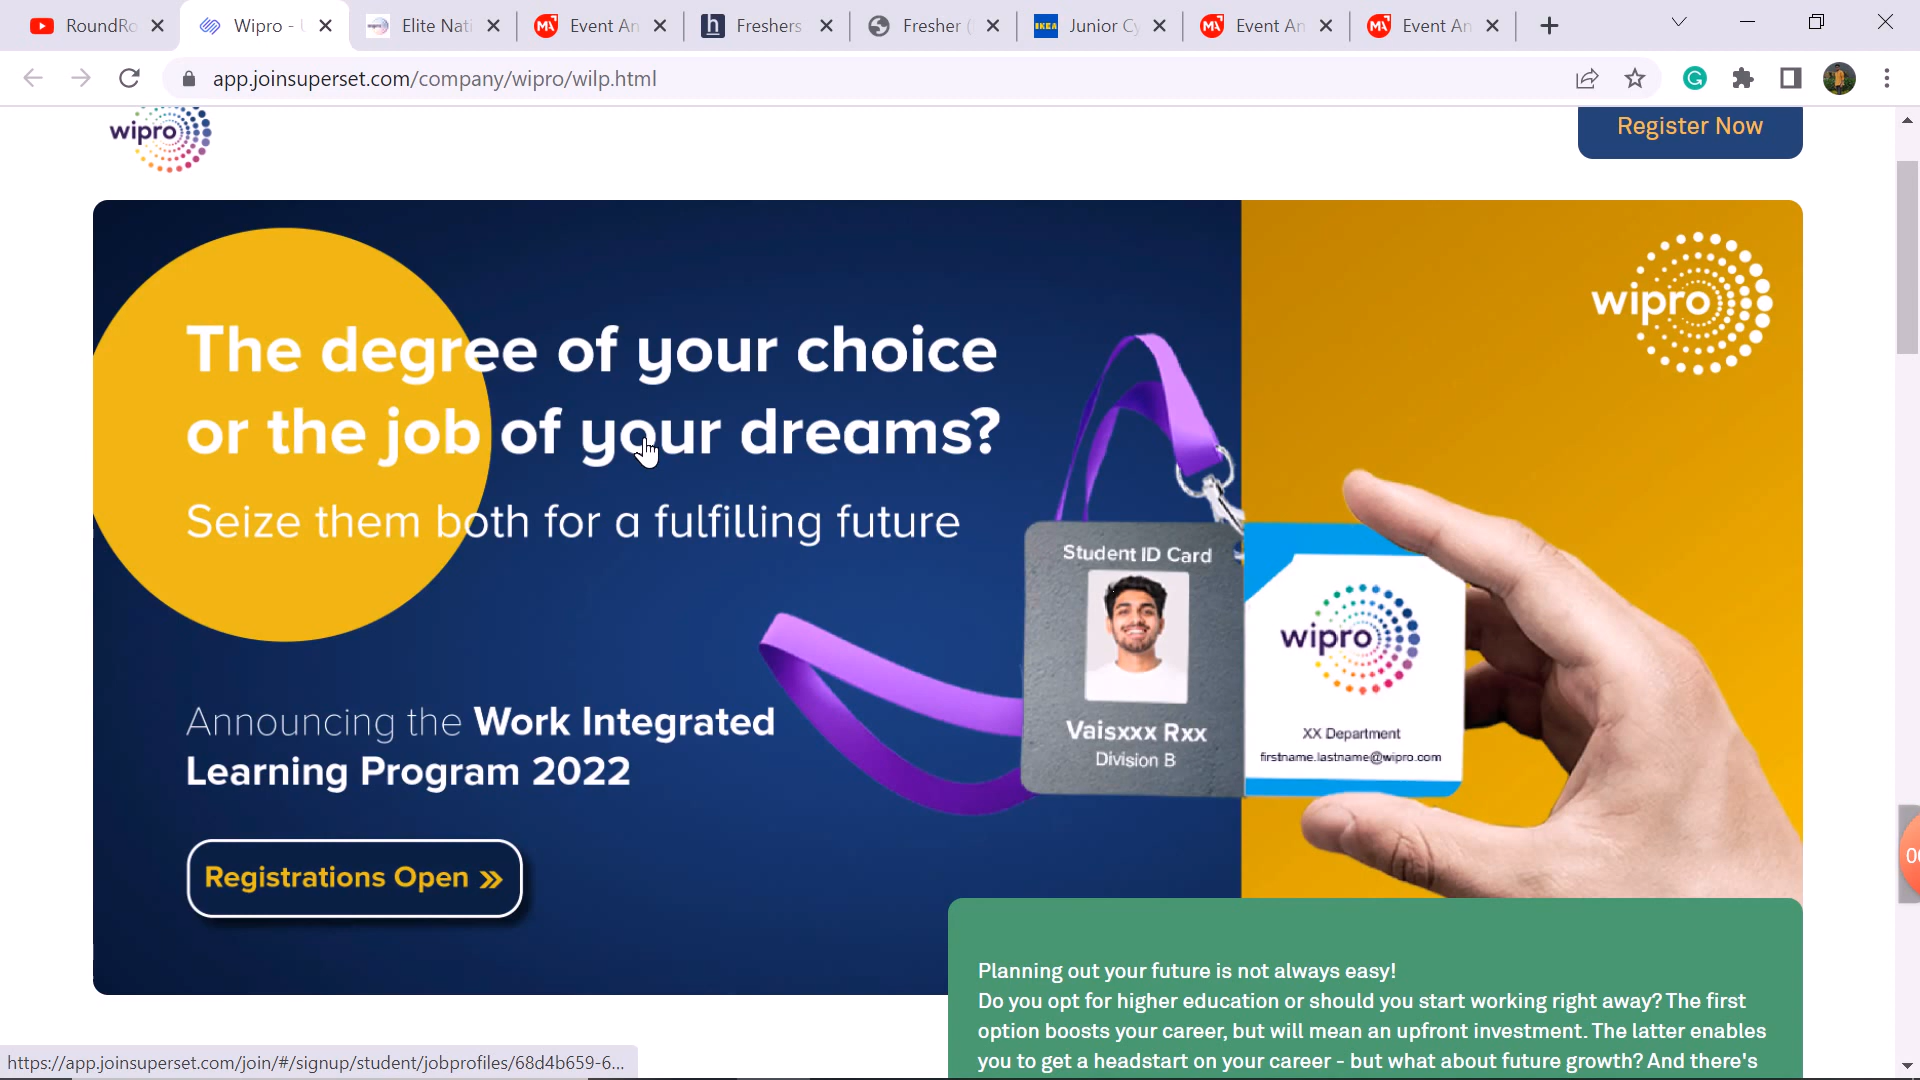 RoundRo
Wipro -
Elite Nati
Event An
Freshers
Fresher (
IKEA
Junior Cy
Event An
Event An
app.joinsuperset.com/company/wipro/wilp.html
wipro
Register Now
wipro
The degree of your choice
or the job of your dreams?
Seize them both for a fulfilling future
Student ID Card
wipro
Announcing the Work Integrated
Learning Program 2022
Vaisxxx Rxx
Division B
XX Department
firstname.lastname@wipro.com
Registrations Open »
Planning out your future is not always easy!
Do you opt for higher education or should you start working right away? The first
option boosts your career, but will mean an upfront investment. The latter enables
you to get a headstart on your career - but what about future growth? And there's
https://app.joinsuperset.com/join/#/signup/student/jobprofiles/68d4b659-6...